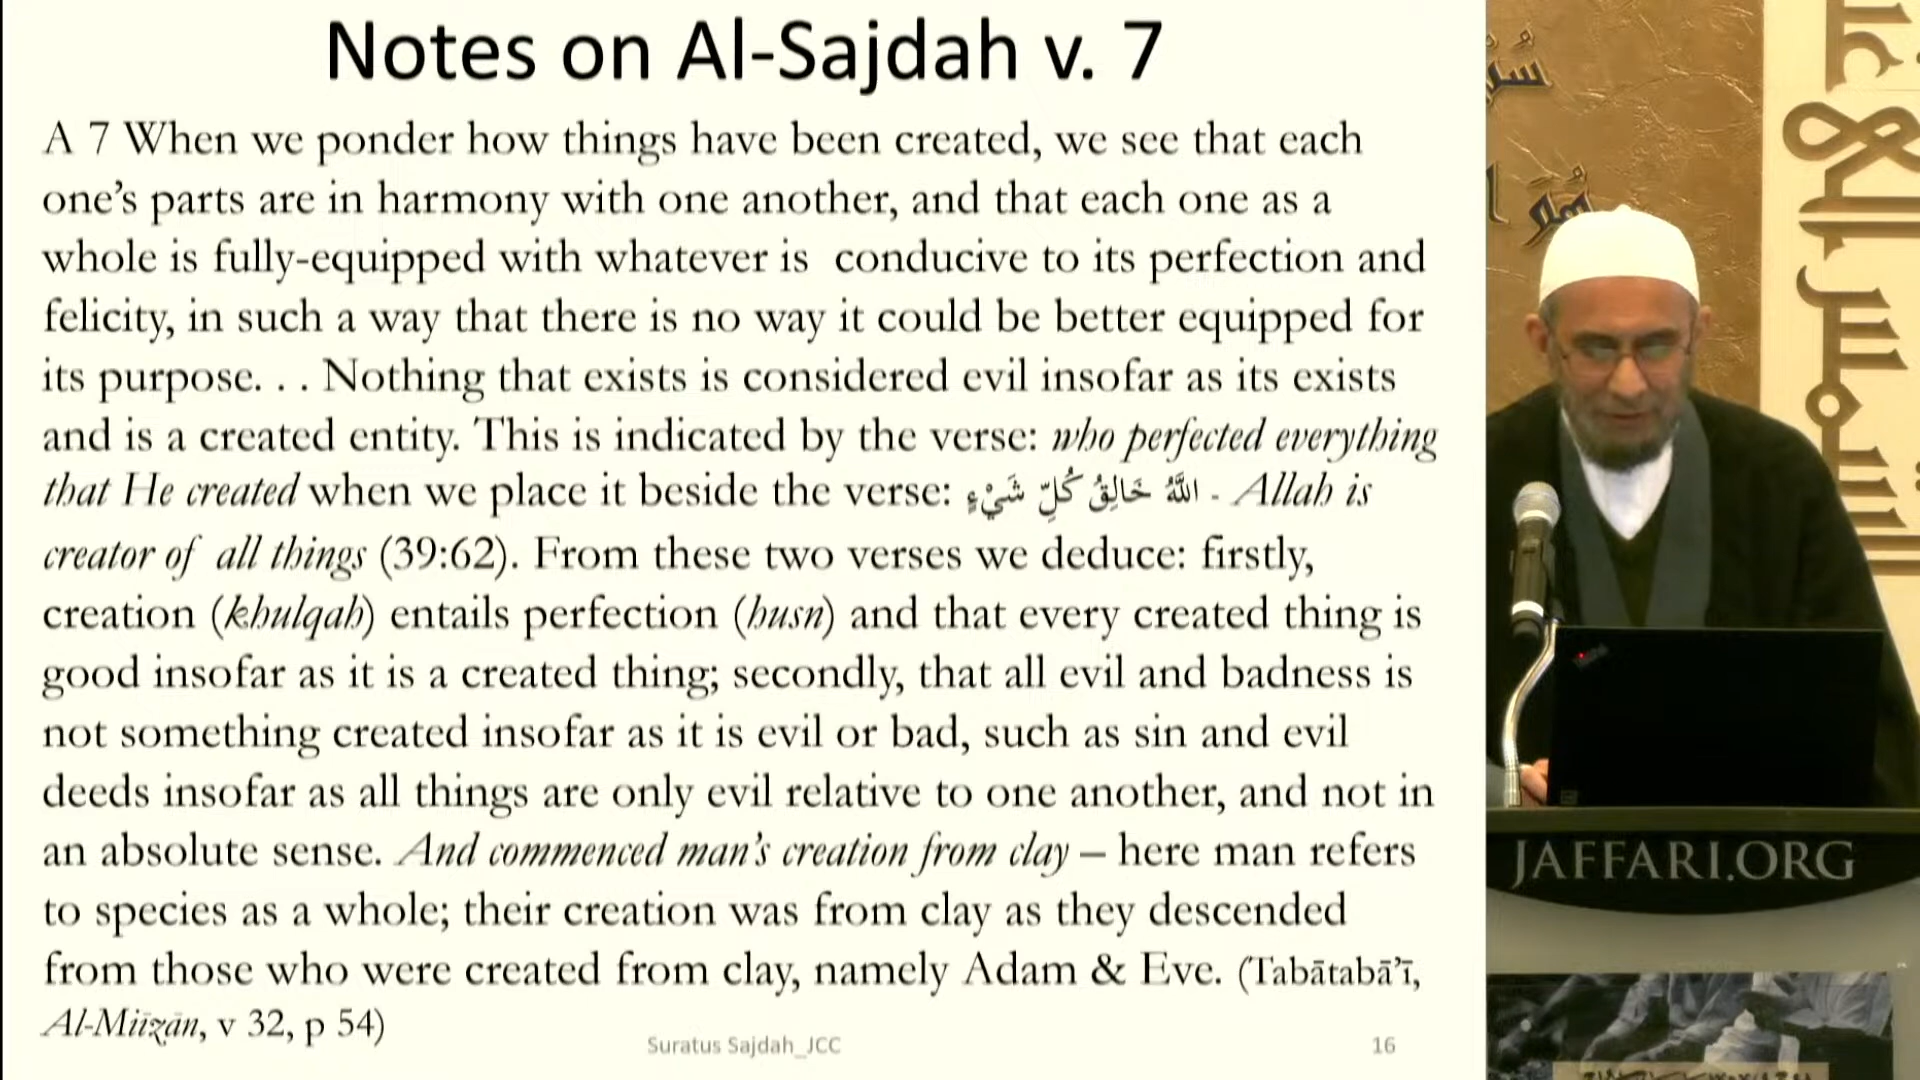 Notes on Al-Sajdah v. 7
A 7 When we ponder how things have been created, we see that each
one’s parts are in harmony with one another, and that each one as a
whole is fully-equipped with whatever is conducive to its perfection and
felicity, in such a way that there is no way it could be better equipped for
its purpose. . . Nothing that exists is considered evil insofar as its exists
and is a created entity. This is indicated by the verse: who perfected everything
that He created when we place it beside the verse: اللَّهُ خَالِقُ كُلِّ شَيْءٍ - Allah is
creator of all things (39:62). From these two verses we deduce: firstly,
creation (khulqah) entails perfection (husn) and that every created thing is
good insofar as it is a created thing; secondly, that all evil and badness is
not something created insofar as it is evil or bad, such as sin and evil
deeds insofar as all things are only evil relative to one another, and not in
an absolute sense. And commenced man’s creation from clay – here man refers
to species as a whole; their creation was from clay as they descended
from those who were created from clay, namely Adam & Eve. (Tabātabā’ī,
Al-Mīizān, v 32, p 54)
Suratus Sajdah_JCC
16
JAFFARI.ORG